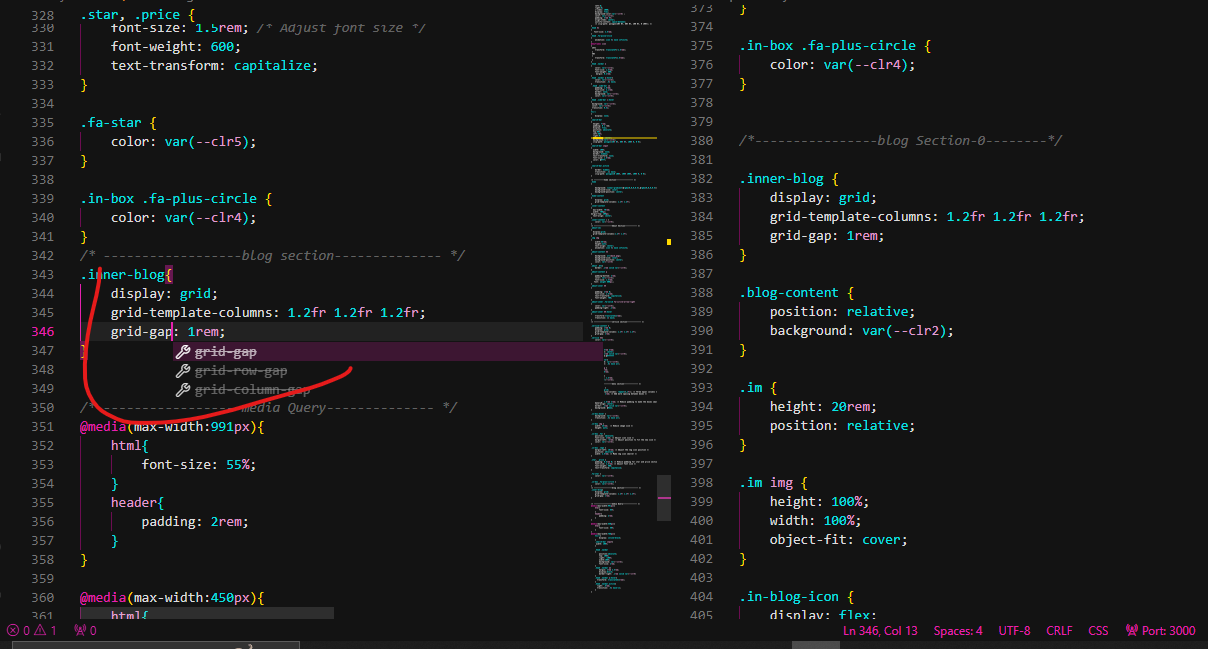 328 .star, .price {
330 font-size: 1.5rem; /* Adjust font size */
331 font-weight: 600;
332 text-transform: capitalize;
333 }
334
335 .fa-star {
336 color: var(--clr5);
337 }
338
339 .in-box .fa-plus-circle {
340 color: var(--clr4);
341 }
342 /* ------------------blog section-------------- */
343 .inner-blog{
344 display: grid;
345 grid-template-columns: 1.2fr 1.2fr 1.2fr;
346 grid-gap: 1rem;
347 }
grid-gap
348
grid-row-gap
349
grid-column-gap
350 /* ------------------media Query-------------- */
351 @media(max-width:991px){
352 html{
353 font-size: 55%;
354 }
355 header{
356 padding: 2rem;
357 }
358 }
359
360 @media(max-width:450px){
361 html{
373 }
374
375 .in-box .fa-plus-circle {
376 color: var(--clr4);
377 }
378
379
380 /*----------------blog Section-0--------*/
381
382 .inner-blog {
383 display: grid;
384 grid-template-columns: 1.2fr 1.2fr 1.2fr;
385 grid-gap: 1rem;
386 }
387
388 .blog-content {
389 position: relative;
390 background: var(--clr2);
391 }
392
393 .im {
394 height: 20rem;
395 position: relative;
396 }
397
398 .im img {
399 height: 100%;
400 width: 100%;
401 object-fit: cover;
402 }
403
404 .in-blog-icon {
405 display: flex;
0 1 0
Ln 346, Col 13 Spaces: 4 UTF-8 CRLF CSS Port: 3000